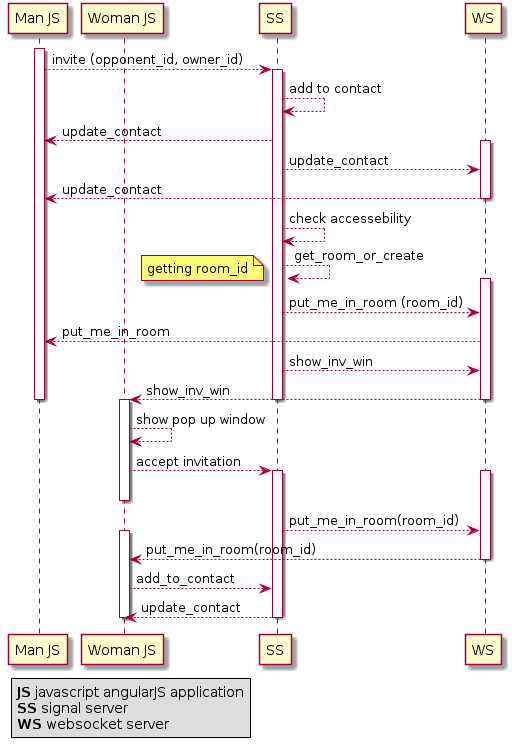 Man JS
Woman JS
SS
WS
invite (opponent_id, owner_id)
add to contact
update_contact
update_contact
update_contact
check accessebility
get_room_or_create
getting room_id
put_me_in_room (room_id)
put_me_in_room
show_inv_win
show_inv_win
show pop up window
accept invitation
put_me_in_room(room_id)
put_me_in_room(room_id)
add_to_contact
update_contact
Man JS
Woman JS
SS
WS
JS javascript angularJS application
SS signal server
WS websocket server